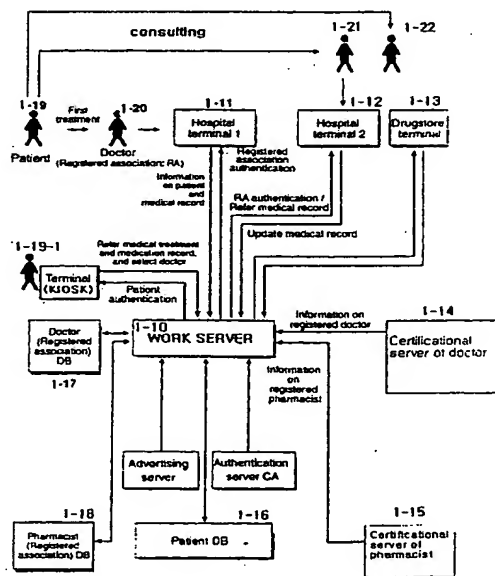 consulting
1-21
1-22
1-19
First
treatment
1-20
1-11
1-12
1-13
Hospital
terminal 1
Hospital
terminal 2
Drugstore
terminal
Patient
Doctor
(Registered association: RA)
Information
on patient
and
medical record
Registered
association
authentication
RA authentication /
Refer medical record
Update medical record
1-19-1
Refer medical treatment
and medication record,
and select doctor
Terminal
(KIOSK)
Patient
authentication
1-10
WORK SERVER
Information on
registered doctor
1-14
Certificational
server of doctor
Doctor
(Registered
association) DB
1-17
Information
on
registered
pharmacist
Advertising
server
Authentication
server CA
1-18
1-16
1-15
Pharmacist
(Registered
association) DB
Patient DB
Certificational
server of
pharmacist